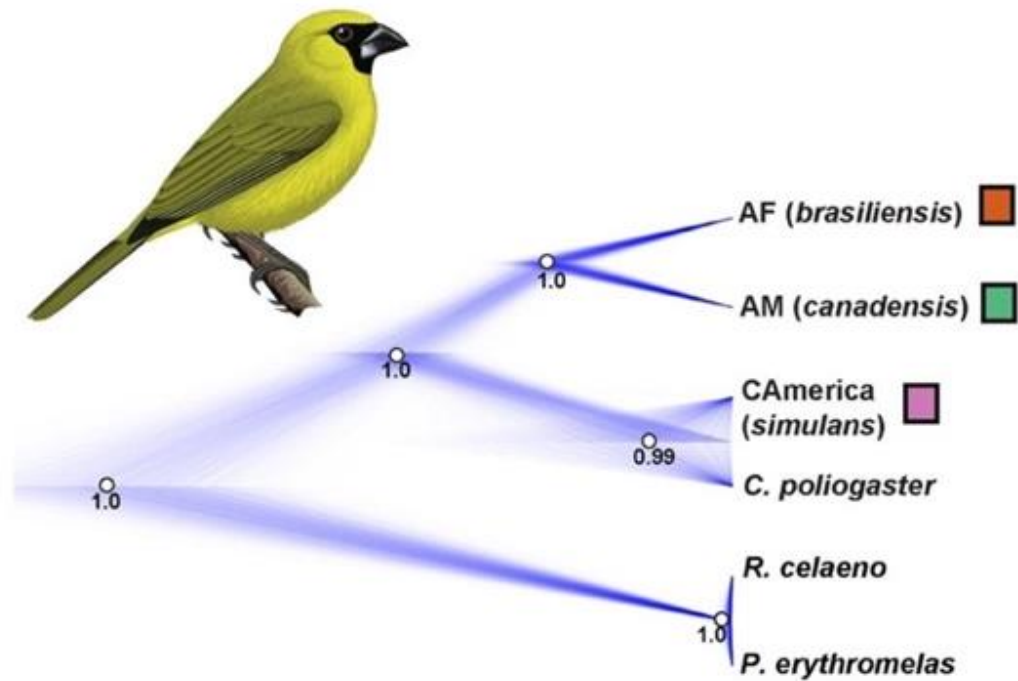 AF (brasiliensis)
1.0
AM (canadensis)
1.0
CAmerica
(simulans)
0.99
C. poliogaster
1.0
R. celaeno
1.0
P. erythromelas